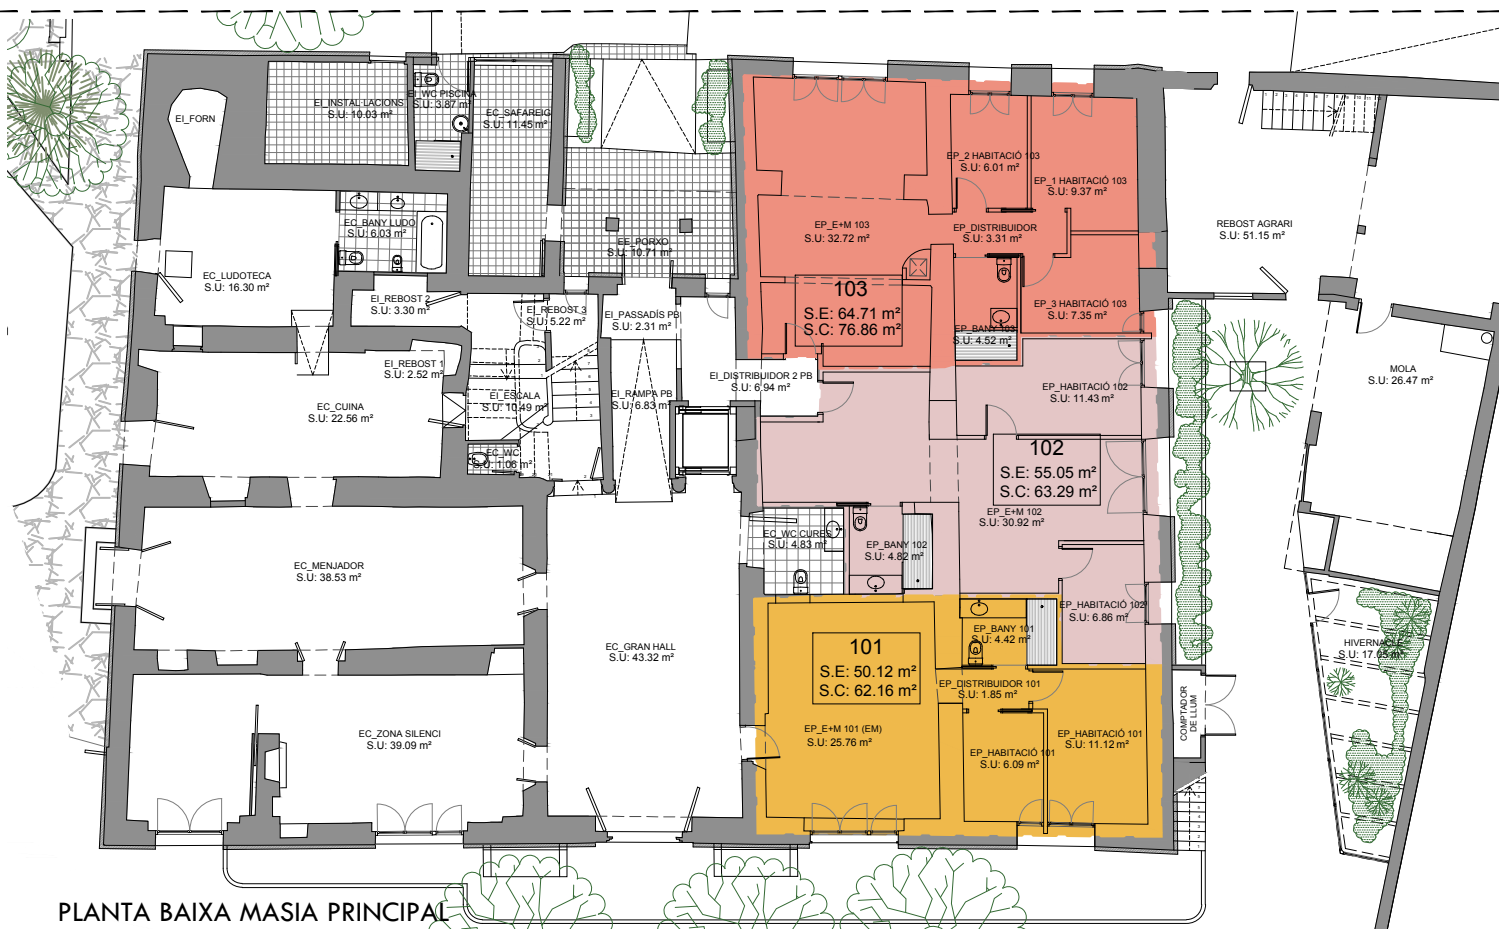 EI_INSTAL·LACIONS
S.U: 10.03 m²
EI_WC PISCINA
S.U: 3.87 m²
EC_SAFAREIG
S.U: 11.45 m²
EI_FORN
EP_2 HABITACIÓ 103
S.U: 6.01 m²
EP_1 HABITACIÓ 103
S.U: 9.37 m²
EC_BANY LUDO
S.U: 6.03 m²
EE_PORXO
S.U: 10.71 m²
EP_E+M 103
S.U: 32.72 m²
EP_DISTRIBUIDOR
S.U: 3.31 m²
REBOST AGRARI
S.U: 51.15 m²
EC_LUDOTECA
S.U: 16.30 m²
EI_REBOST 2
S.U: 3.30 m²
EI_REBOST 3
S.U: 5.22 m²
EI_PASSADÍS PB
S.U: 2.31 m²
103
S.E: 64.71 m²
S.C: 76.86 m²
EP_3 HABITACIÓ 103
S.U: 7.35 m²
EP_BANY 103
S.U: 4.52 m²
EI_REBOST 1
S.U: 2.52 m²
EI_DISTRIBUIDOR 2 PB
S.U: 6.94 m²
EP_HABITACIÓ 102
S.U: 11.43 m²
MOLA
S.U: 26.47 m²
EC_CUINA
S.U: 22.56 m²
EI_ESCALA
S.U: 10.49 m²
EI_RAMPA PB
S.U: 6.83 m²
EC_WC
S.U: 1.06 m²
102
S.E: 55.05 m²
S.C: 63.29 m²
EP_E+M 102
S.U: 30.92 m²
EC_WC CURES
S.U: 4.83 m²
EP_BANY 102
S.U: 4.82 m²
EC_MENJADOR
S.U: 38.53 m²
EP_HABITACIÓ 102
S.U: 6.86 m²
EP_BANY 101
S.U: 4.42 m²
HIVERNACLE
S.U: 17.05 m²
EC_GRAN HALL
S.U: 43.32 m²
101
S.E: 50.12 m²
S.C: 62.16 m²
EP_DISTRIBUIDOR 101
S.U: 1.85 m²
COMPTADOR
DE LLUM
EC_ZONA SILENCI
S.U: 39.09 m²
EP_E+M 101 (EM)
S.U: 25.76 m²
EP_HABITACIÓ 101
S.U: 6.09 m²
EP_HABITACIÓ 101
S.U: 11.12 m²
PLANTA BAIXA MASIA PRINCIPAL